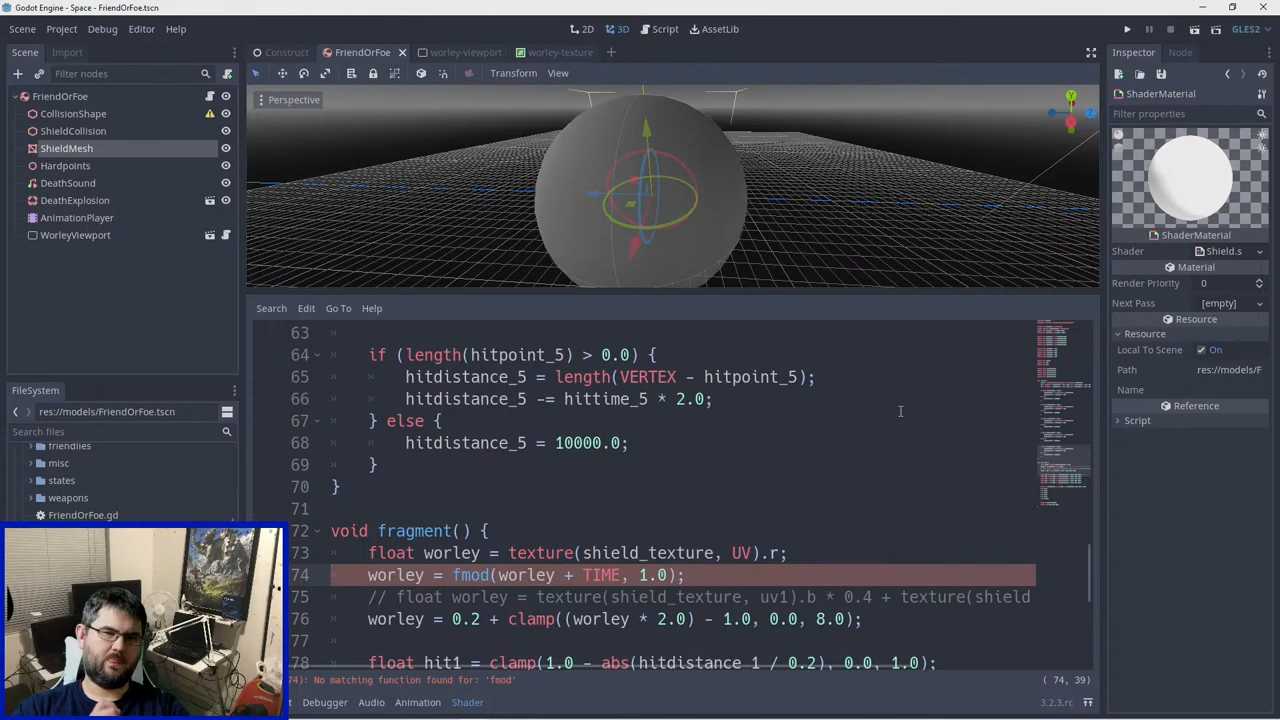 Godot Engine - Space - FriendOrFoe.tscn
Scene Project Debug Editor Help
2D 3D Script AssetLib
GLES2
Scene Import
Construct FriendOrFoe worley-viewport worley-texture
Inspector Node
Filter nodes
Transform View
ShaderMaterial
Perspective
Filter properties
FriendOrFoe
CollisionShape
ShieldCollision
ShieldMesh
Hardpoints
DeathSound
DeathExplosion
AnimationPlayer
WorleyViewport
Y
Z
ShaderMaterial
Shader Shield.s
Material
Render Priority 0
Next Pass [empty]
Resource
Resource
Local To Scene On
Path res://models/F
Name
Reference
Script
FileSystem
res://models/FriendOrFoe.tscn
Search files
friendlies
misc
states
weapons
FriendOrFoe.gd
Search Edit Go To Help
63
64 if (length(hitpoint_5) > 0.0) {
65 hitdistance_5 = length(VERTEX - hitpoint_5);
66 hitdistance_5 -= hittime_5 * 2.0;
67 } else {
68 hitdistance_5 = 10000.0;
69 }
70 }
71
72 void fragment() {
73 float worley = texture(shield_texture, UV).r;
74 worley = fmod(worley + TIME, 1.0);
75 // float worley = texture(shield_texture, uv1).b * 0.4 + texture(shield
76 worley = 0.2 + clamp((worley * 2.0) - 1.0, 0.0, 8.0);
77
78 float hit1 = clamp(1.0 - abs(hitdistance_1 / 0.2), 0.0, 1.0);
74): No matching function found for: 'fmod'
( 74, 39)
t Debugger Audio Animation Shader
3.2.3.rc